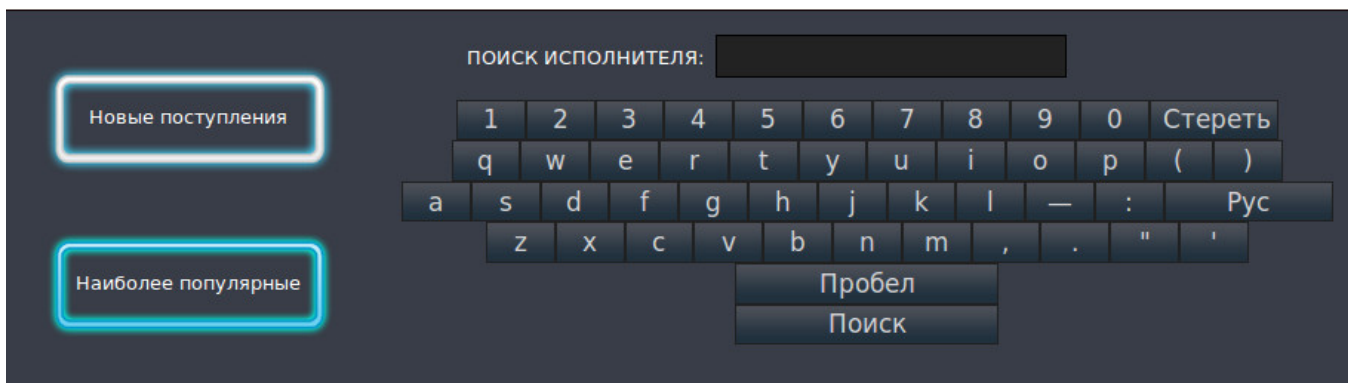 ПОИСК ИСПОЛНИТЕЛЯ:
Новые поступления
1 2 3 4 5 6 7 8 9 0 Стереть
q w e r t y u i o p ( )
a s d f g h j k l — : Рус
z x c v b n m , . " '
Наиболее популярные
Пробел
Поиск